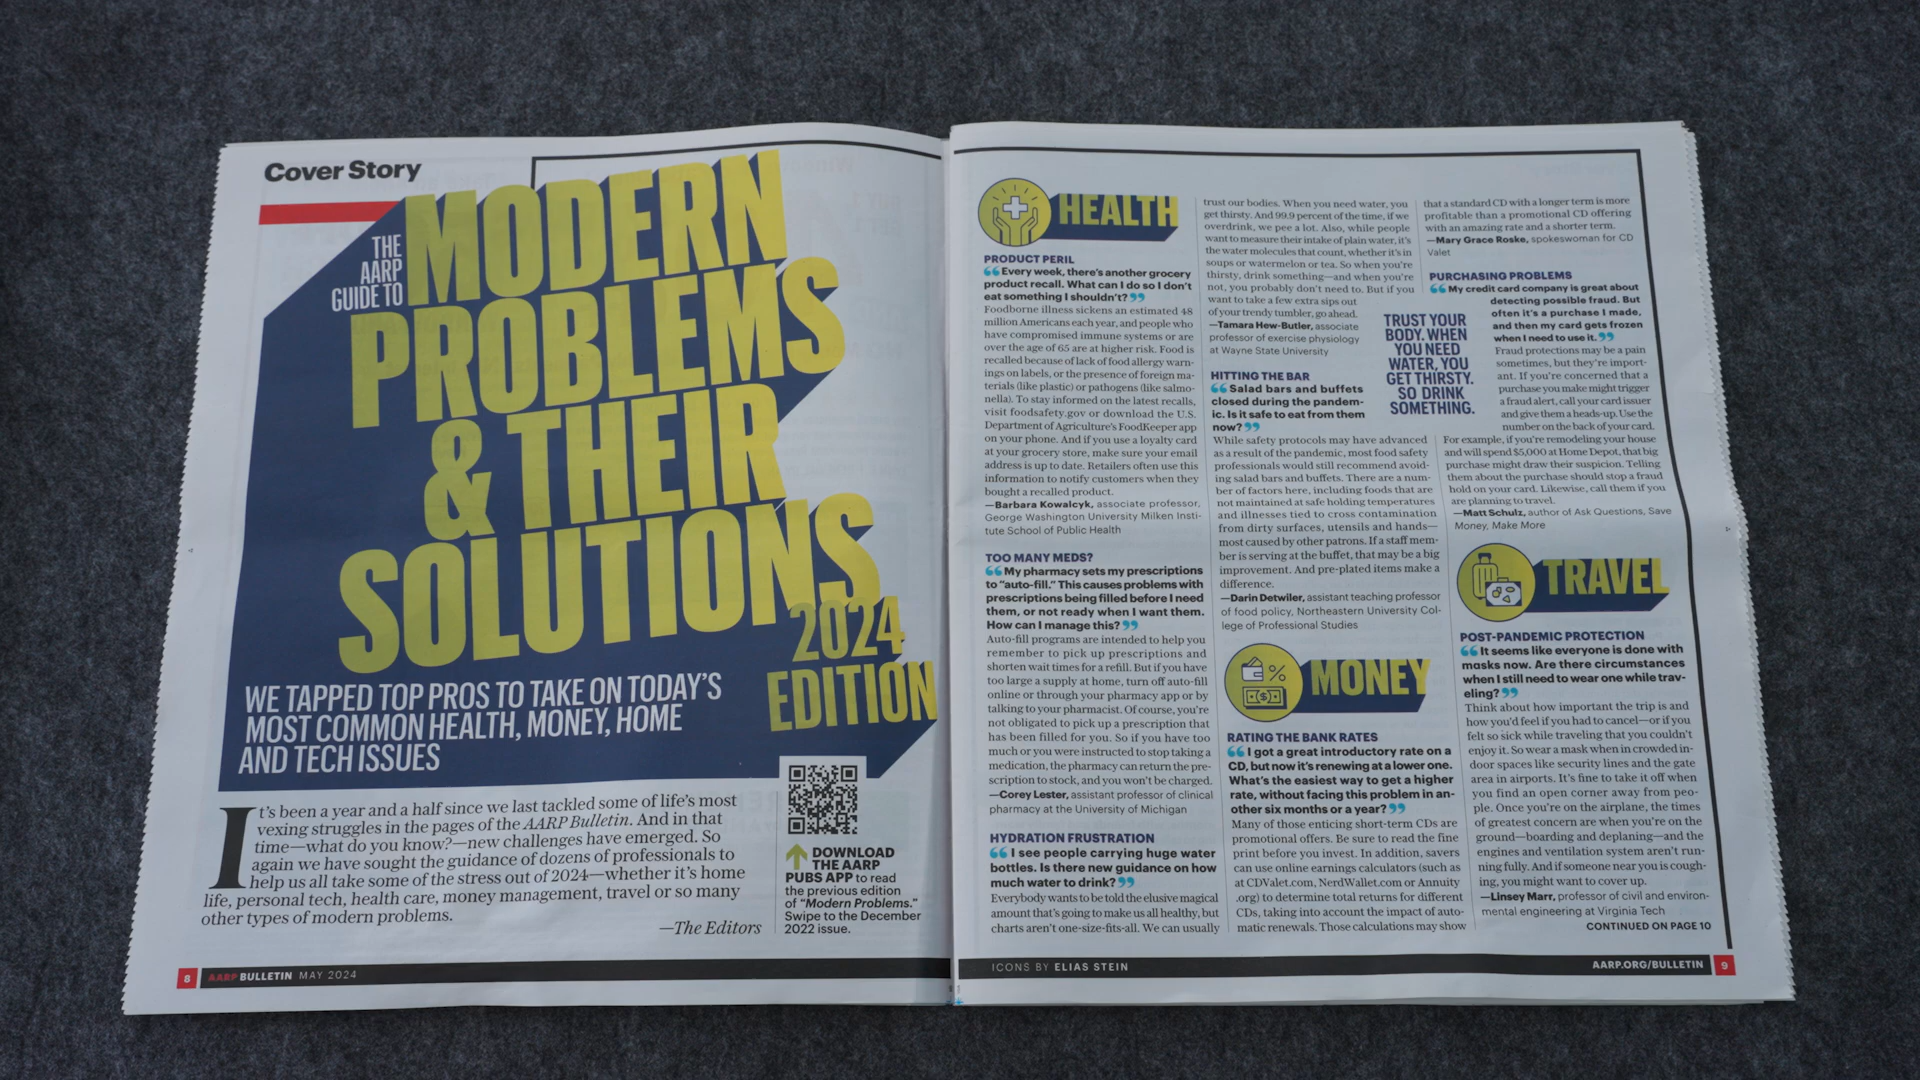 Cover Story
THE
AARP
GUIDE TO
MODERN
PROBLEMS
& THEIR
SOLUTIONS
2024
EDITION
WE TAPPED TOP PROS TO TAKE ON TODAY'S
MOST COMMON HEALTH, MONEY, HOME
AND TECH ISSUES
It's been a year and a half since we last tackled some of life's most
vexing struggles in the pages of the AARP Bulletin. And in that
time—what do you know?—new challenges have emerged. So
again we have sought the guidance of dozens of professionals to
help us all take some of the stress out of 2024—whether it's home
life, personal tech, health care, money management, travel or so many
other types of modern problems.
—The Editors
DOWNLOAD
THE AARP
PUBS APP to read
the previous edition
of "Modern Problems."
Swipe to the December
2022 issue.
8 AARP BULLETIN MAY 2024
HEALTH
PRODUCT PERIL
“Every week, there's another grocery
product recall. What can I do so I don't
eat something I shouldn't?”
Foodborne illness sickens an estimated 48
million Americans each year, and people who
have compromised immune systems or are
over the age of 65 are at higher risk. Food is
recalled because of lack of food allergy warn-
ings on labels, or the presence of foreign ma-
terials (like plastic) or pathogens (like salmo-
nella). To stay informed on the latest recalls,
visit foodsafety.gov or download the U.S.
Department of Agriculture's FoodKeeper app
on your phone. And if you use a loyalty card
at your grocery store, make sure your email
address is up to date. Retailers often use this
information to notify customers when they
bought a recalled product.
—Barbara Kowalcyk, associate professor,
George Washington University Milken Insti-
tute School of Public Health
TOO MANY MEDS?
“My pharmacy sets my prescriptions
to “auto-fill.” This causes problems with
prescriptions being filled before I need
them, or not ready when I want them.
How can I manage this?”
Auto-fill programs are intended to help you
remember to pick up prescriptions and
shorten wait times for a refill. But if you have
too large a supply at home, turn off auto-fill
online or through your pharmacy app or by
talking to your pharmacist. Of course, you're
not obligated to pick up a prescription that
has been filled for you. So if you have too
much or you were instructed to stop taking a
medication, the pharmacy can return the pre-
scription to stock, and you won't be charged.
—Corey Lester, assistant professor of clinical
pharmacy at the University of Michigan
HYDRATION FRUSTRATION
“I see people carrying huge water
bottles. Is there new guidance on how
much water to drink?”
Everybody wants to be told the elusive magical
amount that's going to make us all healthy, but
charts aren't one-size-fits-all. We can usually
trust our bodies. When you need water, you
get thirsty. And 99.9 percent of the time, if we
overdrink, we pee a lot. Also, while people
want to measure their intake of plain water, it's
the water molecules that count, whether it's in
soups or watermelon or tea. So when you're
thirsty, drink something—and when you're
not, you probably don't need to. But if you
want to take a few extra sips out
of your trendy tumbler, go ahead.
—Tamara Hew-Butler, associate
professor of exercise physiology
at Wayne State University
HITTING THE BAR
“Salad bars and buffets
closed during the pandem-
ic. Is it safe to eat from them
now?”
While safety protocols may have advanced
as a result of the pandemic, most food safety
professionals would still recommend avoid-
ing salad bars and buffets. There are a num-
ber of factors here, including foods that are
not maintained at safe holding temperatures
and illnesses tied to cross contamination
from dirty surfaces, utensils and hands—
most caused by other patrons. If a staff mem-
ber is serving at the buffet, that may be a big
improvement. And pre-plated items make a
difference.
—Darin Detwiler, assistant teaching professor
of food policy, Northeastern University Col-
lege of Professional Studies
MONEY
RATING THE BANK RATES
“I got a great introductory rate on a
CD, but now it's renewing at a lower one.
What's the easiest way to get a higher
rate, without facing this problem in an-
other six months or a year?”
Many of those enticing short-term CDs are
promotional offers. Be sure to read the fine
print before you invest. In addition, savers
can use online earnings calculators (such as
at CDValet.com, NerdWallet.com or Annuity
.org) to determine total returns for different
CDs, taking into account the impact of auto-
matic renewals. Those calculations may show
that a standard CD with a longer term is more
profitable than a promotional CD offering
with an amazing rate and a shorter term.
—Mary Grace Roske, spokeswoman for CD
Valet
TRUST YOUR
BODY. WHEN
YOU NEED
WATER, YOU
GET THIRSTY.
SO DRINK
SOMETHING.
PURCHASING PROBLEMS
“My credit card company is great about
detecting possible fraud. But
often it's a purchase I made,
and then my card gets frozen
when I need to use it.”
Fraud protections may be a pain
sometimes, but they're import-
ant. If you're concerned that a
purchase you make might trigger
a fraud alert, call your card issuer
and give them a heads-up. Use the
number on the back of your card.
For example, if you're remodeling your house
and will spend $5,000 at Home Depot, that big
purchase might draw their suspicion. Telling
them about the purchase should stop a fraud
hold on your card. Likewise, call them if you
are planning to travel.
—Matt Schulz, author of Ask Questions, Save
Money, Make More
TRAVEL
POST-PANDEMIC PROTECTION
“It seems like everyone is done with
masks now. Are there circumstances
when I still need to wear one while trav-
eling?”
Think about how important the trip is and
how you'd feel if you had to cancel—or if you
felt so sick while traveling that you couldn't
enjoy it. So wear a mask when in crowded in-
door spaces like security lines and the gate
area in airports. It's fine to take it off when
you find an open corner away from peo-
ple. Once you're on the airplane, the times
of greatest concern are when you're on the
ground—boarding and deplaning—and the
engines and ventilation system aren't run-
ning fully. And if someone near you is cough-
ing, you might want to cover up.
—Linsey Marr, professor of civil and environ-
mental engineering at Virginia Tech
CONTINUED ON PAGE 10
ICONS BY ELIAS STEIN
AARP.ORG/BULLETIN 9